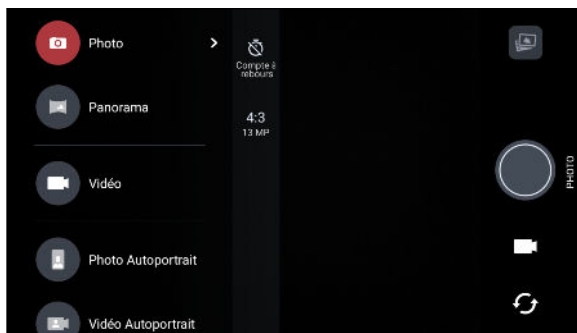 Photo
Compte à
rebours
Panorama
4:3
13 MP
PHOTO
Vidéo
Photo Autoportrait
Vidéo Autoportrait